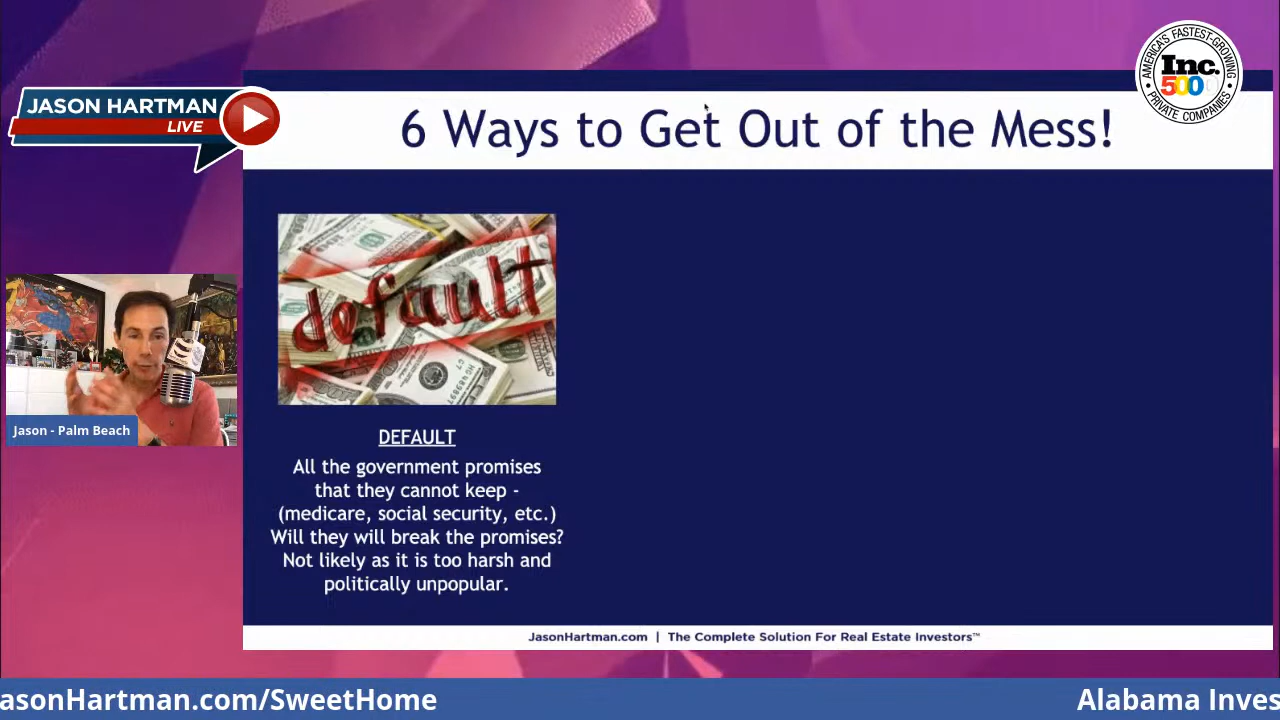 JASON HARTMAN
LIVE
AMERICA'S FASTEST-GROWING
Inc.
500
PRIVATE COMPANIES
6 Ways to Get Out of the Mess!
default
Jason - Palm Beach
DEFAULT
All the government promises
that they cannot keep -
(medicare, social security, etc.)
Will they will break the promises?
Not likely as it is too harsh and
politically unpopular.
JasonHartman.com | The Complete Solution For Real Estate Investors™
asonHartman.com/SweetHome
Alabama Inves